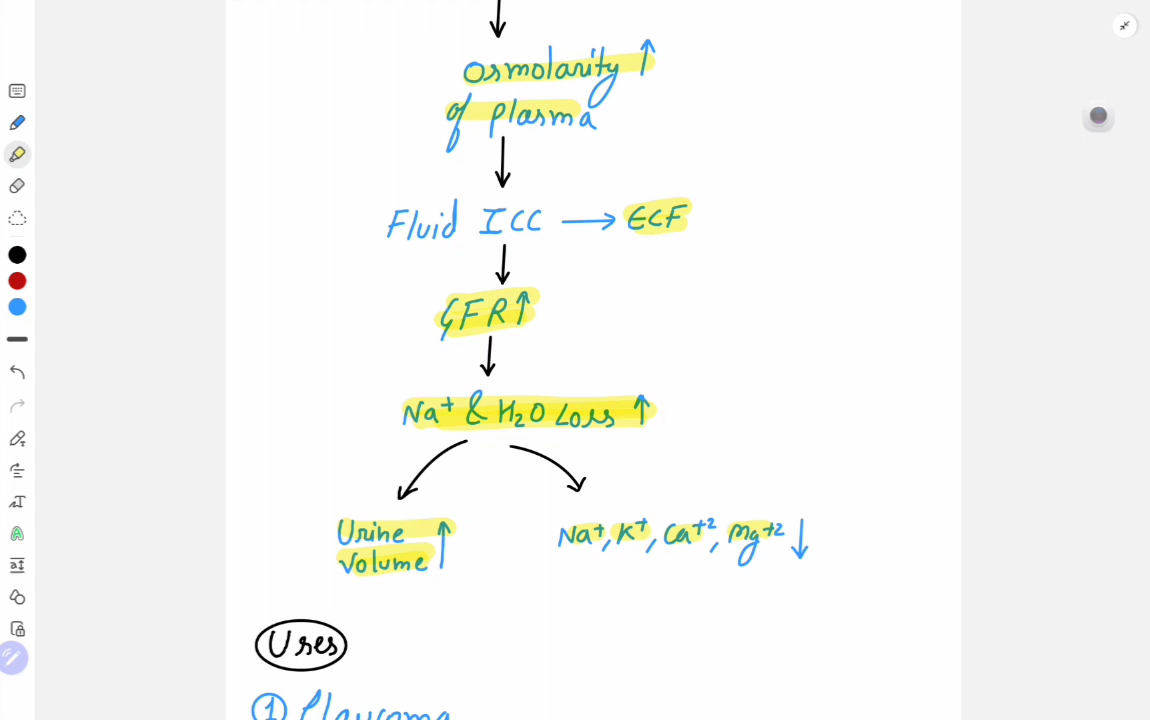 Osmolarity ↑
of plasma
Fluid ICC → ECF
GFR↑
Na⁺ & H₂O Loss ↑
Urine Volume ↑
Na⁺, K⁺, Ca⁺², Mg⁺² ↓
Uses
① Glaucoma